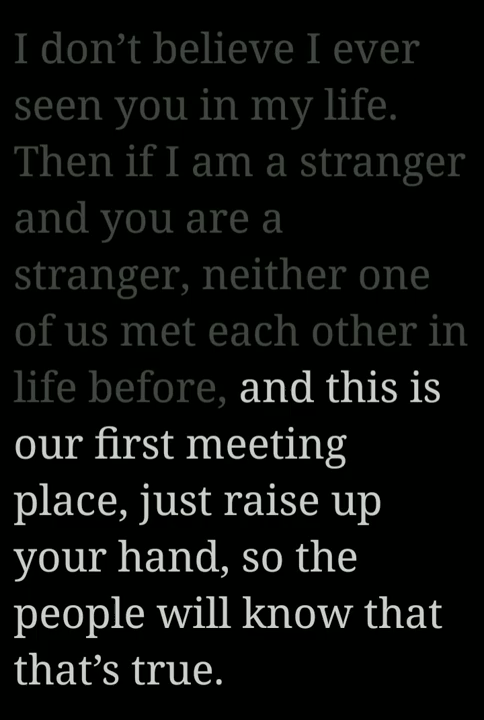 I don’t believe I ever
seen you in my life.
Then if I am a stranger
and you are a
stranger, neither one
of us met each other in
life before, and this is
our first meeting
place, just raise up
your hand, so the
people will know that
that’s true.